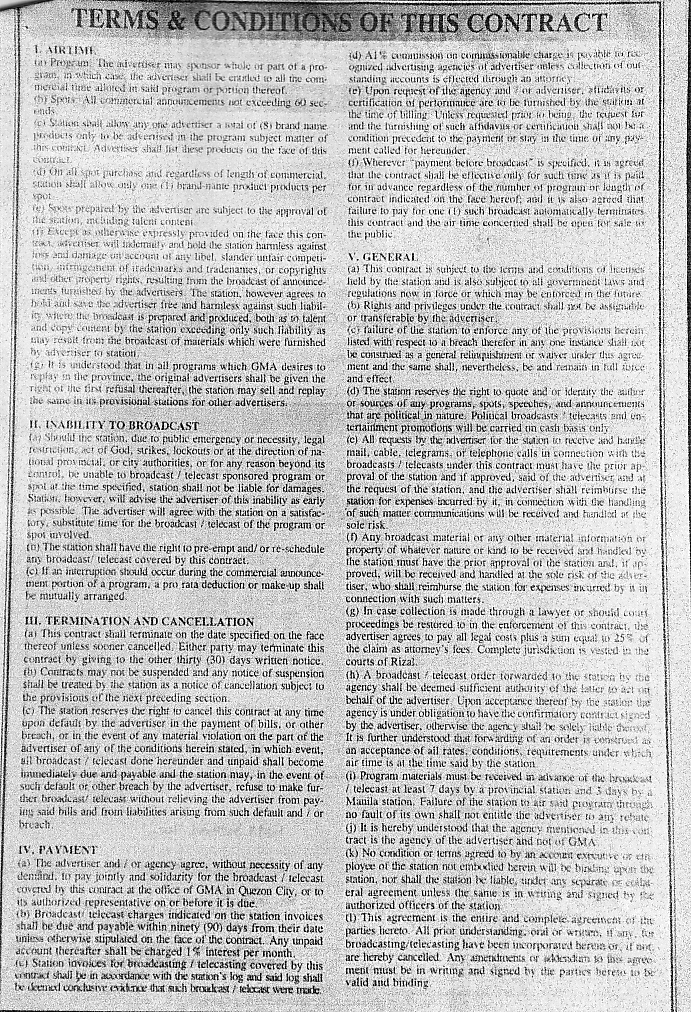 TERMS & CONDITIONS OF THIS CONTRACT
I. AIRTIME
(a) Program. The advertiser may sponsor whole or part of a pro-
gram, in which case, the advertiser shall be entitled to all the com-
mercial time alloted in said program or portion thereof.
(b) Spots. All commercial announcements not exceeding 60 sec-
onds.
(c) Station shall allow any one advertiser a total of (8) brand name
products only to be advertised in the program subject matter of
this contract. Advertiser shall list these products on the face of this
contract.
(d) On all spot purchase and regardless of length of commercial,
station shall allow only one (1) brand-name product products per
spot.
(e) Spots prepared by the advertiser are subject to the approval of
the station, including talent content.
(f) Except as otherwise expressly provided on the face this con-
tract, advertiser will indemnify and hold the station harmless against
loss and damage on account of any libel, slander unfair competi-
tion, infringement of trademarks and tradenames, or copyrights
and other property rights, resulting from the broadcast of announce-
ments furnished by the advertisers. The station, however agrees to
hold and save the advertiser free and harmless against such liabil-
ity where the broadcast is prepared and produced, both as to talent
and copy content by the station exceeding only such liability as
may result from the broadcast of materials which were furnished
by advertiser to station.
(g) It is understood that in all programs which GMA desires to
replay in the province, the original advertisers shall be given the
right of the first refusal thereafter, the station may sell and replay
the same in its provisional stations for other advertisers.
II. INABILITY TO BROADCAST
(a) Should the station, due to public emergency or necessity, legal
restriction, act of God, strikes, lockouts or at the direction of na-
tional provincial, or city authorities, or for any reason beyond its
control, be unable to broadcast / telecast sponsored program or
spot at the time specified, station shall not be liable for damages.
Station, however, will advise the advertiser of this inability as early
as possible. The advertiser will agree with the station on a satisfac-
tory, substitute time for the broadcast / telecast of the program or
spot involved.
(n) The station shall have the right to pre-empt and/ or re-schedule
any broadcast/ telecast covered by this contract.
(c) If an interruption should occur during the commercial announce-
ment portion of a program, a pro rata deduction or make-up shall
be mutually arranged.
III. TERMINATION AND CANCELLATION
(a) This contract shall terminate on the date specified on the face
thereof unless sooner cancelled. Either party may terminate this
contract by giving to the other thirty (30) days written notice.
(b) Contracts may not be suspended and any notice of suspension
shall be treated by the station as a notice of cancellation subject to
the provisions of the next preceding section.
(c) The station reserves the right to cancel this contract at any time
upon default by the advertiser in the payment of bills, or other
breach, or in the event of any material violation on the part of the
advertiser of any of the conditions herein stated, in which event,
all broadcast / telecast done hereunder and unpaid shall become
immediately due and payable and the station may, in the event of
such default or other breach by the advertiser, refuse to make fur-
ther broadcast/ telecast without relieving the advertiser from pay-
ing said bills and from liabilities arising from such default and / or
breach.
IV. PAYMENT
(a) The advertiser and / or agency agree, without necessity of any
demand, to pay jointly and solidarity for the broadcast / telecast
covered by this contract at the office of GMA in Quezon City, or to
its authorized representative on or before it is due.
(b) Broadcast/ telecast charges indicated on the station invoices
shall be due and payable within ninety (90) days from their date
unless otherwise stipulated on the face of the contract. Any unpaid
account thereafter shall be charged 1% interest per month.
(c) Station invoices for broadcasting / telecasting covered by this
contract shall be in accordance with the station's log and said log shall
be deemed conclusive evidence that such broadcast / telecast were made.
(d) A1% commission on commissionable charge is payable to rec-
ognized advertising agencies of advertiser unless collection of out-
standing accounts is effected through an attorney.
(e) Upon request of the agency and / or advertiser, affidavits or
certification of performance are to be furnished by the station at
the time of billing. Unless requested prior to being, the request for
and the furnishing of such affidavits or certification shall not be a
condition precedent to the payment or stay in the time of any pay-
ment called for hereunder.
(f) Wherever "payment before broadcast" is specified, it is agreed
that the contract shall be effective only for such time as it is paid
for in advance regardless of the number of program or length of
contract indicated on the face hereof; and it is also agreed that
failure to pay for one (1) such broadcast automatically terminates
this contract and the air time concerned shall be open for sale to
the public.
V. GENERAL
(a) This contract is subject to the terms and conditions of licenses
held by the station and is also subject to all government laws and
regulations now in force or which may be enforced in the future.
(b) Rights and privileges under the contract shall not be assignable
or transferable by the advertiser.
(c) failure of the station to enforce any of the provisions herein
listed with respect to a breach therefor in any one instance shall not
be construed as a general relinquishment or waiver under this agree-
ment and the same shall, nevertheless, be and remain in full force
and effect.
(d) The station reserves the right to quote and or identity the author
or sources of any programs, spots, speeches, and announcements
that are political in nature. Political broadcasts / telecasts and en-
tertainment promotions will be carried on cash basis only.
(e) All requests by the advertiser for the station to receive and handle
mail, cable, telegrams, or telephone calls in connection with the
broadcasts / telecasts under this contract must have the prior ap-
proval of the station and if approved, said of the advertiser and at
the request of the station, and the advertiser shall reimburse the
station for expenses incurred by it, in connection with the handling
of such matter communications will be received and handled at the
sole risk.
(f) Any broadcast material or any other material information or
property of whatever nature or kind to be received and handled by
the station must have the prior approval of the station and, if ap-
proved, will be received and handled at the sole risk of the adver-
tiser, who shall reimburse the station for expenses incurred by it in
connection with such matters.
(g) In case collection is made through a lawyer or should court
proceedings be restored to in the enforcement of this contract, the
advertiser agrees to pay all legal costs plus a sum equal to 25% of
the claim as attorney's fees. Complete jurisdiction is vested in the
courts of Rizal.
(h) A broadcast / telecast order forwarded to the station by the
agency shall be deemed sufficient authority of the latter to act on
behalf of the advertiser. Upon acceptance thereof by the station the
agency is under obligation to have the confirmatory contract signed
by the advertiser, otherwise the agency shall be solely liable thereof.
It is further understood that forwarding of an order is construed as
an acceptance of all rates, conditions, requirements under which
air time is at the time said by the station.
(i) Program materials must be received in advance of the broadcast
/ telecast at least 7 days by a provincial station and 3 days by a
Manila station. Failure of the station to air said program through
no fault of its own shall not entitle the advertiser to any rebate.
(j) It is hereby understood that the agency mentioned in this con-
tract is the agency of the advertiser and not of GMA.
(k) No condition or terms agreed to by an account executive or em-
ployee of the station not embodied herein will be binding upon the
station, nor shall the station be liable, under any separate or collat-
eral agreement unless the same is in writing and signed by the
authorized officers of the station.
(l) This agreement is the entire and complete agreement of the
parties hereto. All prior understanding, oral or written, if any, for
broadcasting/telecasting have been incorporated herein or, if not,
are hereby cancelled. Any amendments or addendum to this agree-
ment must be in writing and signed by the parties hereto to be
valid and binding.